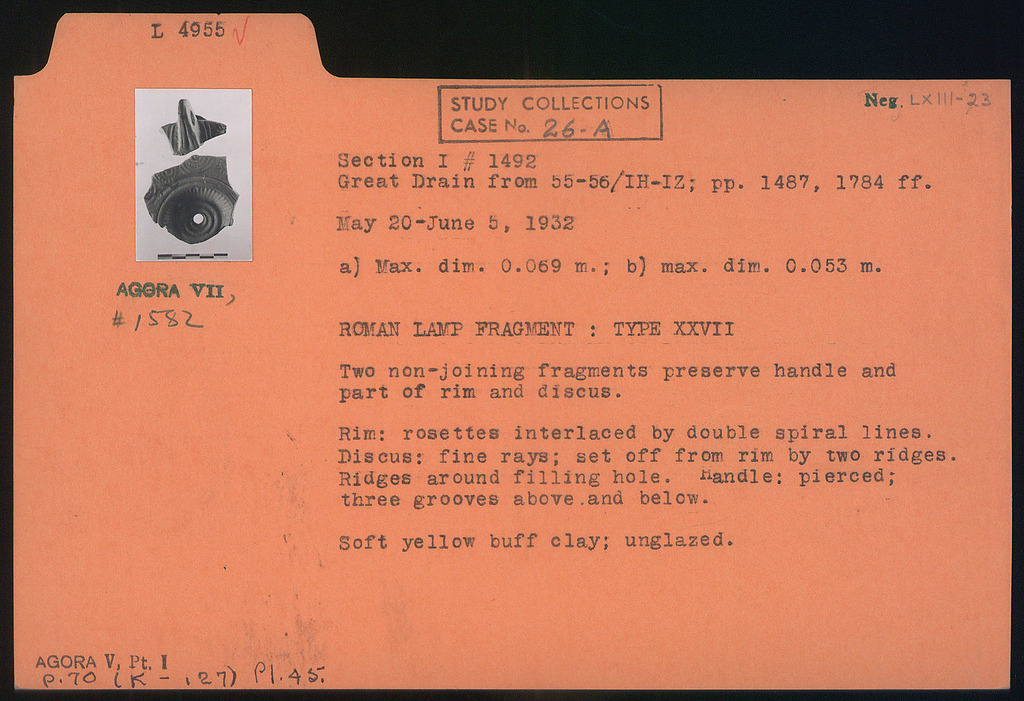 L 4955 ✓
STUDY COLLECTIONS
CASE No. 26-A
Neg. LXIII-23
Section I # 1492
Great Drain from 55-56/IH-IZ; pp. 1487, 1784 ff.
May 20-June 5, 1932
a) Max. dim. 0.069 m.; b) max. dim. 0.053 m.
AGORA VII,
# 1582
ROMAN LAMP FRAGMENT : TYPE XXVII
Two non-joining fragments preserve handle and
part of rim and discus.
Rim: rosettes interlaced by double spiral lines.
Discus: fine rays; set off from rim by two ridges.
Ridges around filling hole. Handle: pierced;
three grooves above.and below.
Soft yellow buff clay; unglazed.
AGORA V, Pt. I
P.70 (K - 127) Pl.45.